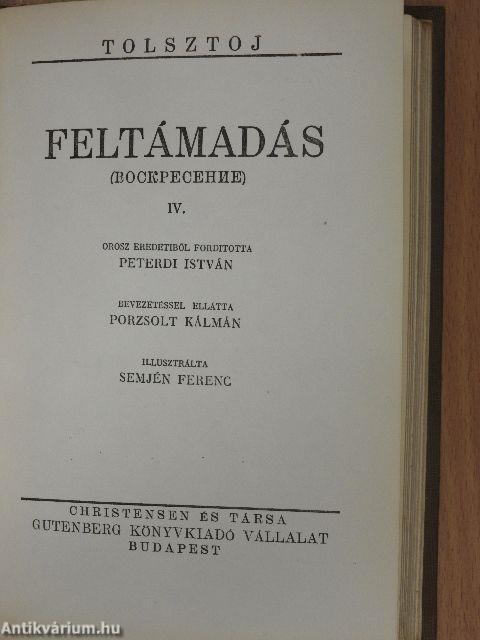 TOLSZTOJ
FELTÁMADÁS
(ВОСКРЕСЕНИЕ)
IV.
OROSZ EREDETIBŐL FORDITOTTA
PETERDI ISTVÁN
BEVEZETÉSSEL ELLÁTTA
PORZSOLT KÁLMÁN
ILLUSZTRÁLTA
SEMJÉN FERENC
CHRISTENSEN ÉS TÁRSA
GUTENBERG KÖNYVKIADÓ VÁLLALAT
BUDAPEST
Antikvárium.hu